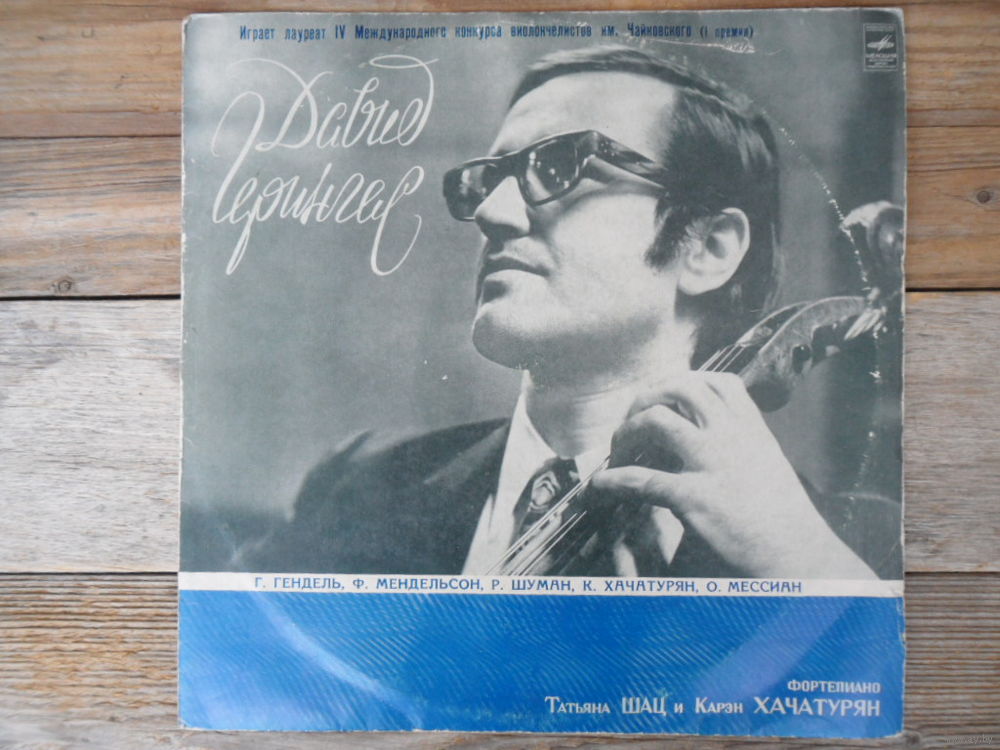 Играет лауреат IV Международного конкурса виолончелистов им. Чайковского (I премия)
Давид
Герингас
Г. ГЕНДЕЛЬ, Ф. МЕНДЕЛЬСОН, Р. ШУМАН, К. ХАЧАТУРЯН, О. МЕССИАН
ФОРТЕПИАНО
Татьяна ШАЦ и Карэн ХАЧАТУРЯН